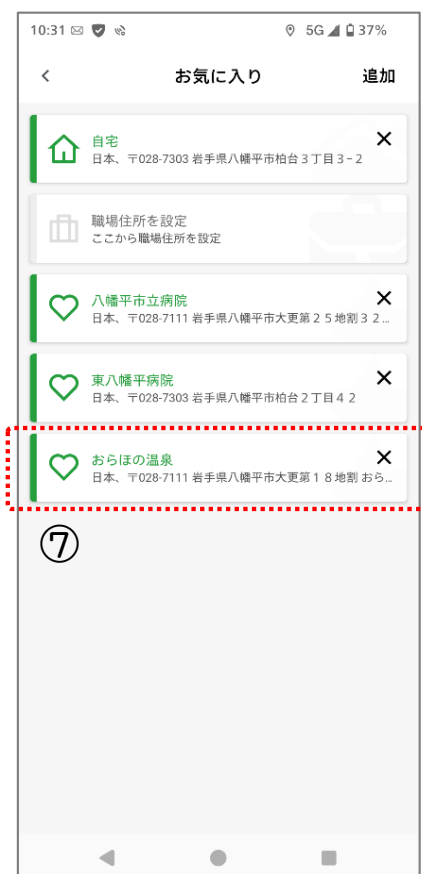 10:31 5G 37%
お気に入り 追加
自宅
日本、〒028-7303 岩手県八幡平市柏台３丁目３−２
職場住所を設定
ここから職場住所を設定
八幡平市立病院
日本、〒028-7111 岩手県八幡平市大更第２５地割３２...
東八幡平病院
日本、〒028-7303 岩手県八幡平市柏台２丁目４２
おらほの温泉
日本、〒028-7111 岩手県八幡平市大更第１８地割 おら...
⑦